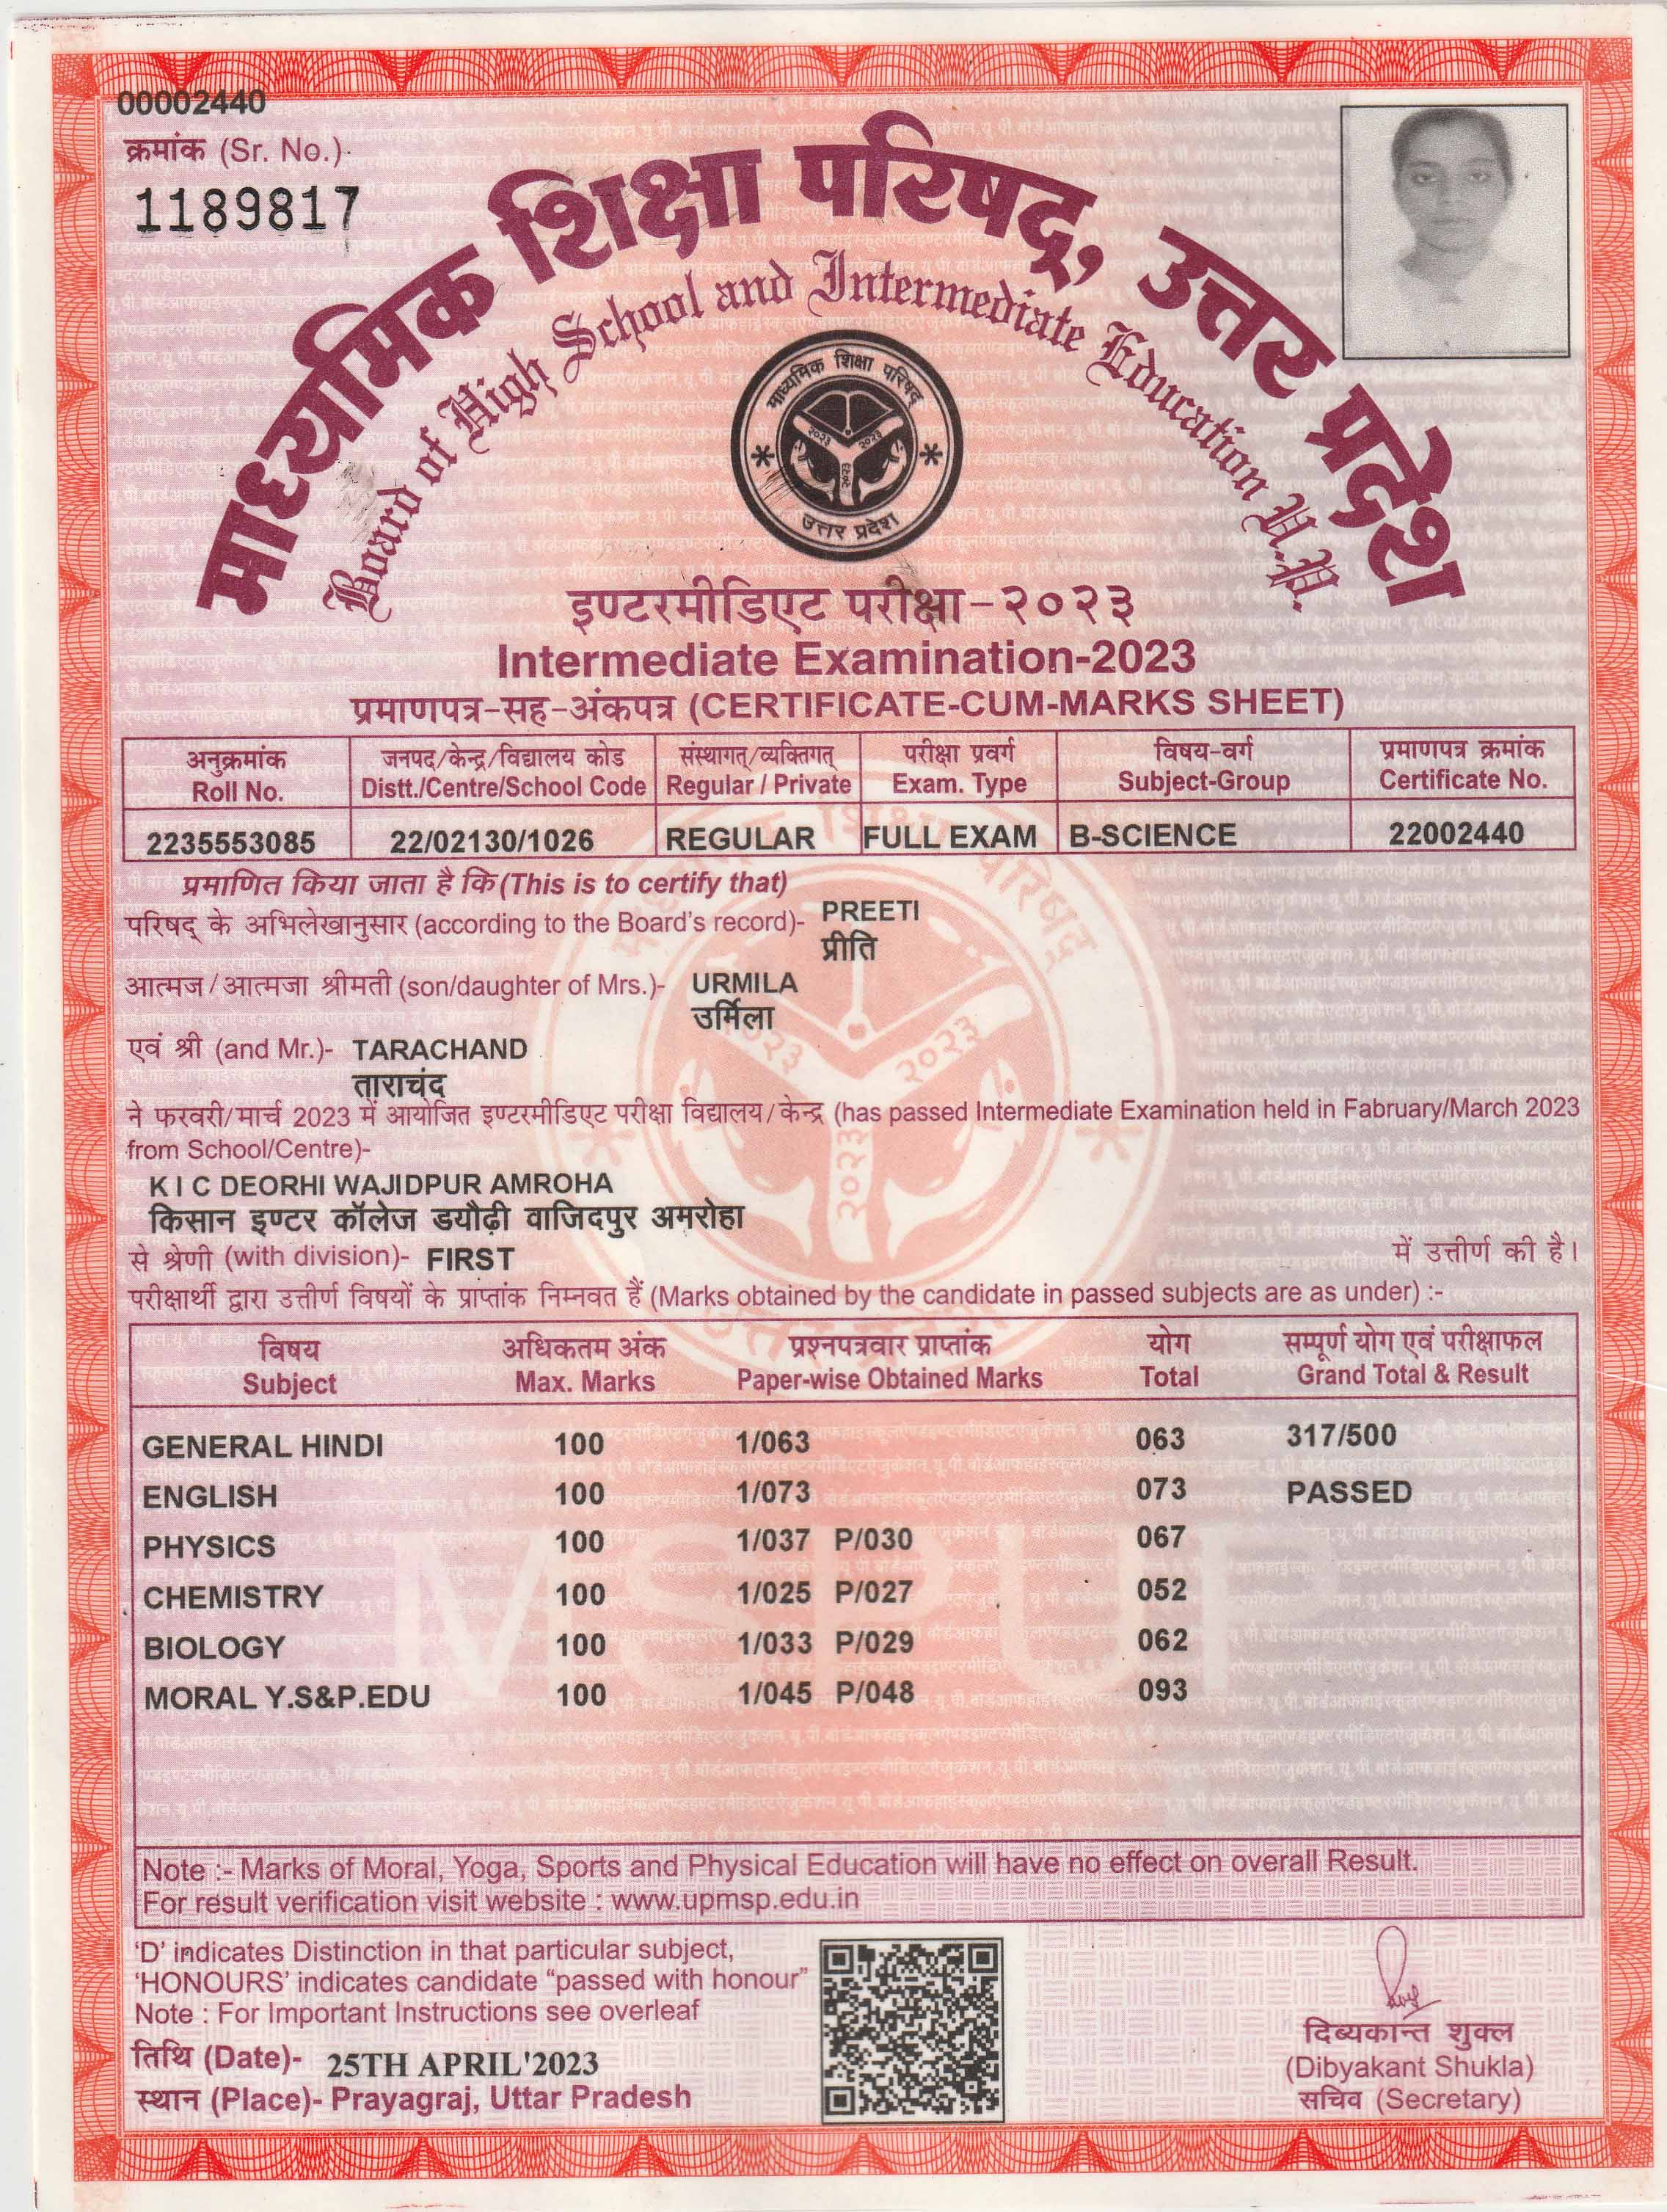 00002440
क्रमांक (Sr. No.)
1189817
माध्यमिक शिक्षा परिषद्, उत्तर प्रदेश
Board of High School and Intermediate Education U.P.
माध्यमिक शिक्षा परिषद्
२०२३ २०२३
२०२३
उत्तर प्रदेश
इण्टरमीडिएट परीक्षा-२०२३
Intermediate Examination-2023
प्रमाणपत्र-सह-अंकपत्र (CERTIFICATE-CUM-MARKS SHEET)
अनुक्रमांक जनपद/केन्द्र/विद्यालय कोड संस्थागत्/व्यक्तिगत् परीक्षा प्रवर्ग विषय-वर्ग प्रमाणपत्र क्रमांक
Roll No. Distt./Centre/School Code Regular / Private Exam. Type Subject-Group Certificate No.
2235553085 22/02130/1026 REGULAR FULL EXAM B-SCIENCE 22002440
प्रमाणित किया जाता है कि (This is to certify that)
परिषद् के अभिलेखानुसार (according to the Board's record)- PREETI
प्रीति
आत्मज/आत्मजा श्रीमती (son/daughter of Mrs.)- URMILA
उर्मिला
एवं श्री (and Mr.)- TARACHAND
ताराचंद
ने फरवरी/मार्च 2023 में आयोजित इण्टरमीडिएट परीक्षा विद्यालय/केन्द्र (has passed Intermediate Examination held in Fabruary/March 2023
from School/Centre)-
K I C DEORHI WAJIDPUR AMROHA
किसान इण्टर कॉलेज डयौढ़ी वाजिदपुर अमरोहा
से श्रेणी (with division)- FIRST में उत्तीर्ण की है।
परीक्षार्थी द्वारा उत्तीर्ण विषयों के प्राप्तांक निम्नवत हैं (Marks obtained by the candidate in passed subjects are as under) :-
विषय अधिकतम अंक प्रश्नपत्रवार प्राप्तांक योग सम्पूर्ण योग एवं परीक्षाफल
Subject Max. Marks Paper-wise Obtained Marks Total Grand Total & Result
GENERAL HINDI 100 1/063 063 317/500
ENGLISH 100 1/073 073 PASSED
PHYSICS 100 1/037 P/030 067
CHEMISTRY 100 1/025 P/027 052
BIOLOGY 100 1/033 P/029 062
MORAL Y.S&P.EDU 100 1/045 P/048 093
MSPUP
Note :- Marks of Moral, Yoga, Sports and Physical Education will have no effect on overall Result.
For result verification visit website : www.upmsp.edu.in
'D' indicates Distinction in that particular subject,
'HONOURS' indicates candidate "passed with honour"
Note : For Important Instructions see overleaf
तिथि (Date)- 25TH APRIL'2023
स्थान (Place)- Prayagraj, Uttar Pradesh
दिब्यकान्त शुक्ल
(Dibyakant Shukla)
सचिव (Secretary)